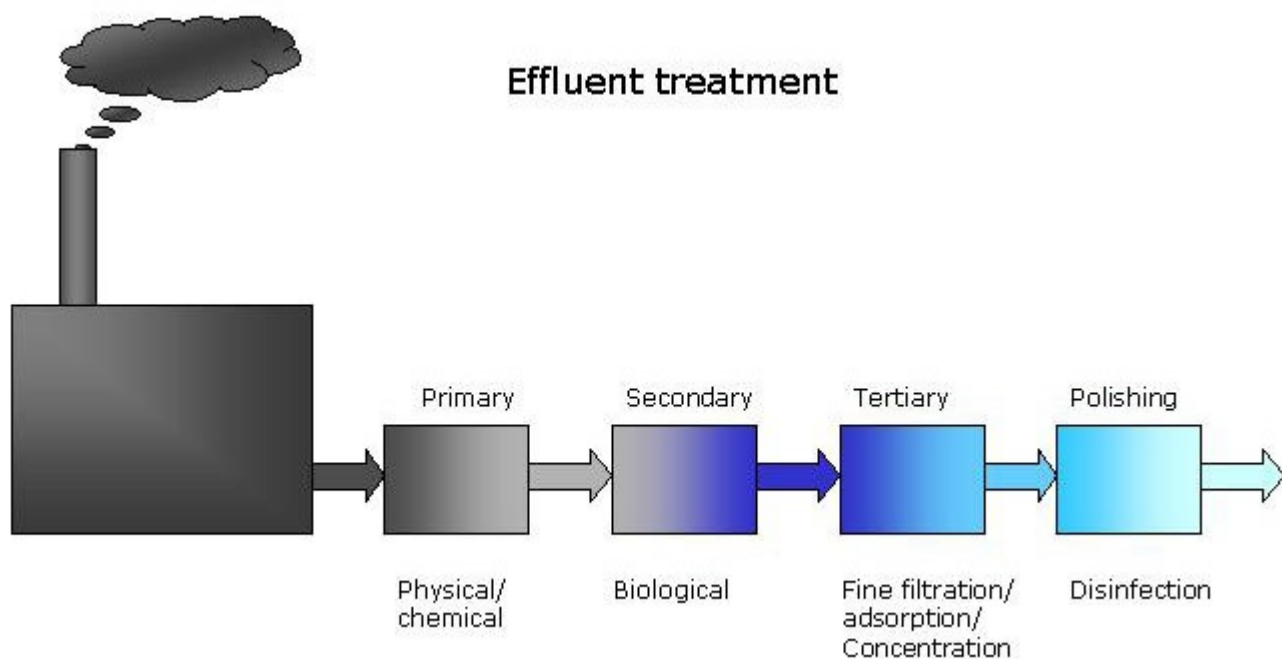 Effluent treatment
Primary
Secondary
Tertiary
Polishing
Physical/
chemical
Biological
Fine filtration/
adsorption/
Concentration
Disinfection